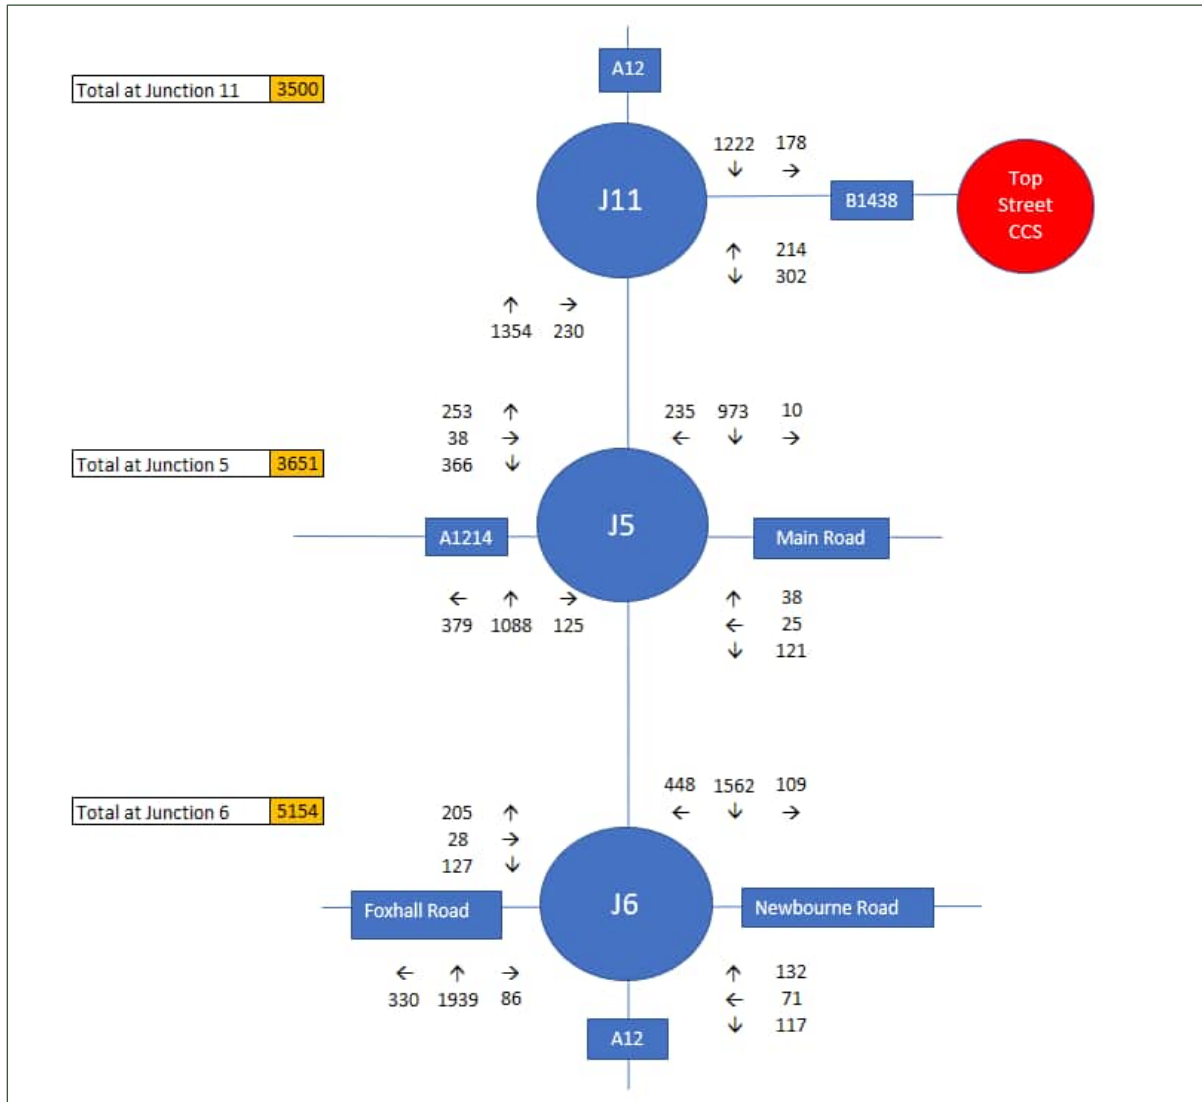 A12
Total at Junction 11 3500
1222 178
↓ →
J11
B1438
Top
Street
CCS
↑ 214
↓ 302
↑ →
1354 230
253 ↑
38 →
366 ↓
235 973 10
← ↓ →
Total at Junction 5 3651
J5
A1214
Main Road
← ↑ →
379 1088 125
↑ 38
← 25
↓ 121
448 1562 109
← ↓ →
Total at Junction 6 5154
205 ↑
28 →
127 ↓
J6
Foxhall Road
Newbourne Road
← ↑ →
330 1939 86
↑ 132
← 71
↓ 117
A12